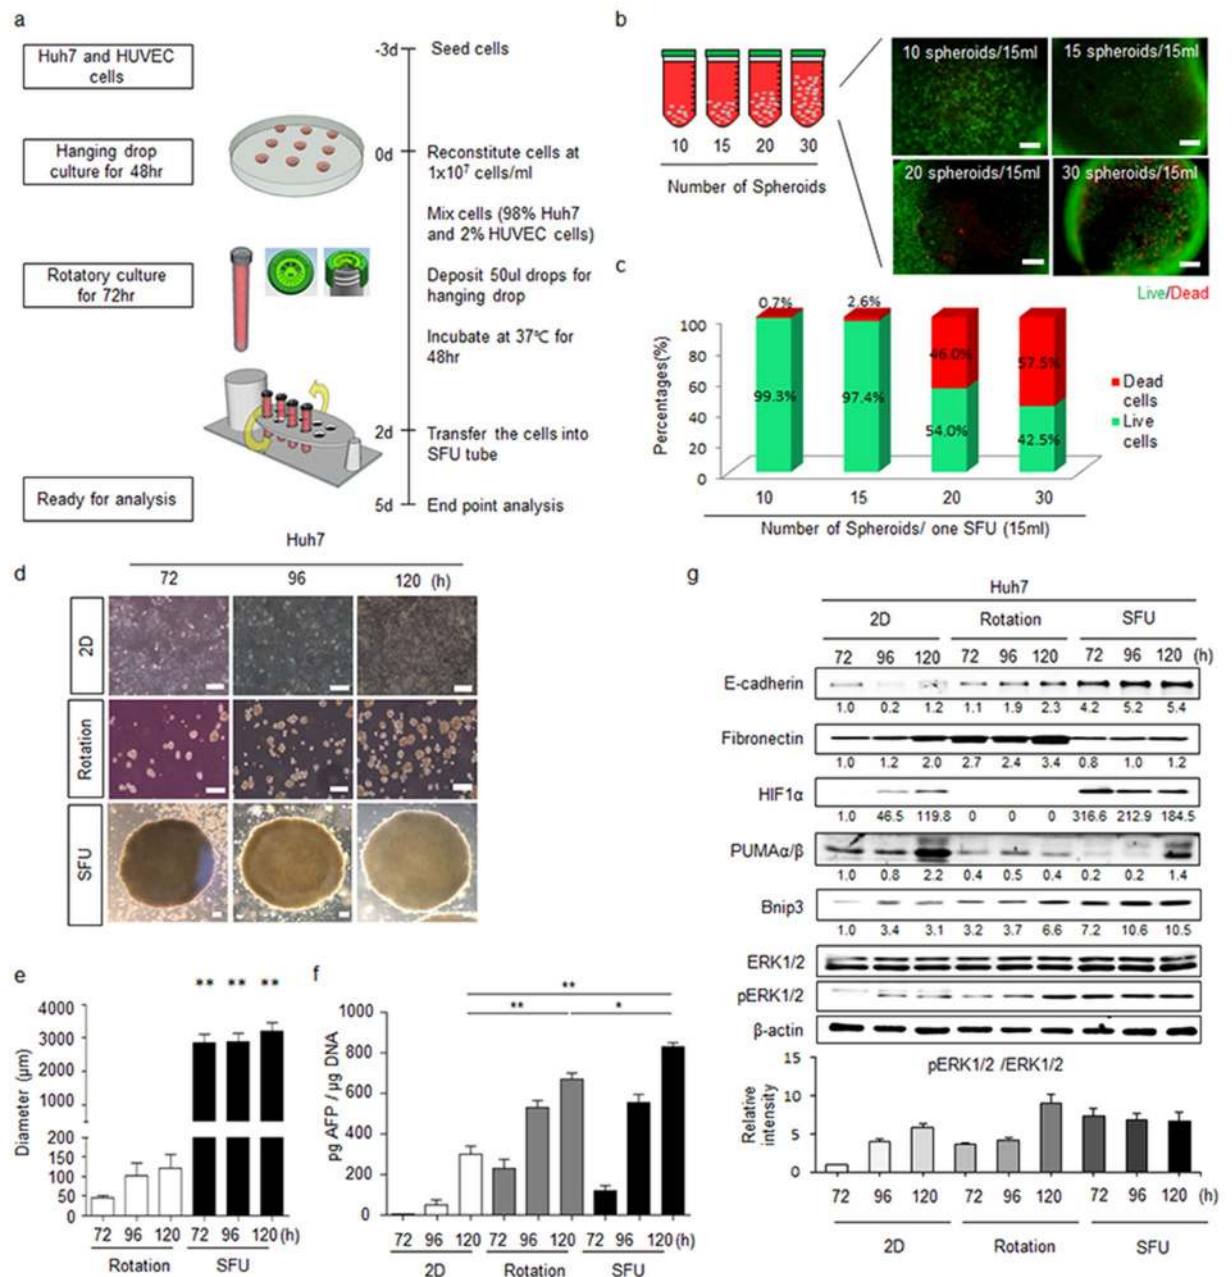 a
Huh7 and HUVEC
cells
Hanging drop
culture for 48hr
Rotatory culture
for 72hr
Ready for analysis
-3d
Seed cells
0d
Reconstitute cells at
1x10⁷ cells/ml
Mix cells (98% Huh7
and 2% HUVEC cells)
Deposit 50ul drops for
hanging drop
Incubate at 37℃ for
48hr
2d
Transfer the cells into
SFU tube
5d
End point analysis
b
10 15 20 30
Number of Spheroids
10 spheroids/15ml
15 spheroids/15ml
20 spheroids/15ml
30 spheroids/15ml
Live/Dead
c
Percentages(%)
100
80
60
40
20
0
0.7% 2.6%
46.0% 57.5%
99.3% 97.4%
54.0% 42.5%
Dead
cells
Live
cells
10 15 20 30
Number of Spheroids/ one SFU (15ml)
d
Huh7
72 96 120 (h)
2D
Rotation
SFU
e
Diameter (µm)
4000
3000
2000
1000
200
150
100
50
0
** ** **
72 96 120 72 96 120 (h)
Rotation SFU
f
pg AFP / µg DNA
1000
800
600
400
200
0
**
** *
72 96 120 72 96 120 72 96 120 (h)
2D Rotation SFU
g
Huh7
2D Rotation SFU
72 96 120 72 96 120 72 96 120 (h)
E-cadherin
1.0 0.2 1.2 1.1 1.9 2.3 4.2 5.2 5.4
Fibronectin
1.0 1.2 2.0 2.7 2.4 3.4 0.8 1.0 1.2
HIF1α
1.0 46.5 119.8 0 0 0 316.6 212.9 184.5
PUMAα/β
1.0 0.8 2.2 0.4 0.5 0.4 0.2 0.2 1.4
Bnip3
1.0 3.4 3.1 3.2 3.7 6.6 7.2 10.6 10.5
ERK1/2
pERK1/2
β-actin
pERK1/2 /ERK1/2
Relative
intensity
15
10
5
0
72 96 120 72 96 120 72 96 120 (h)
2D Rotation SFU